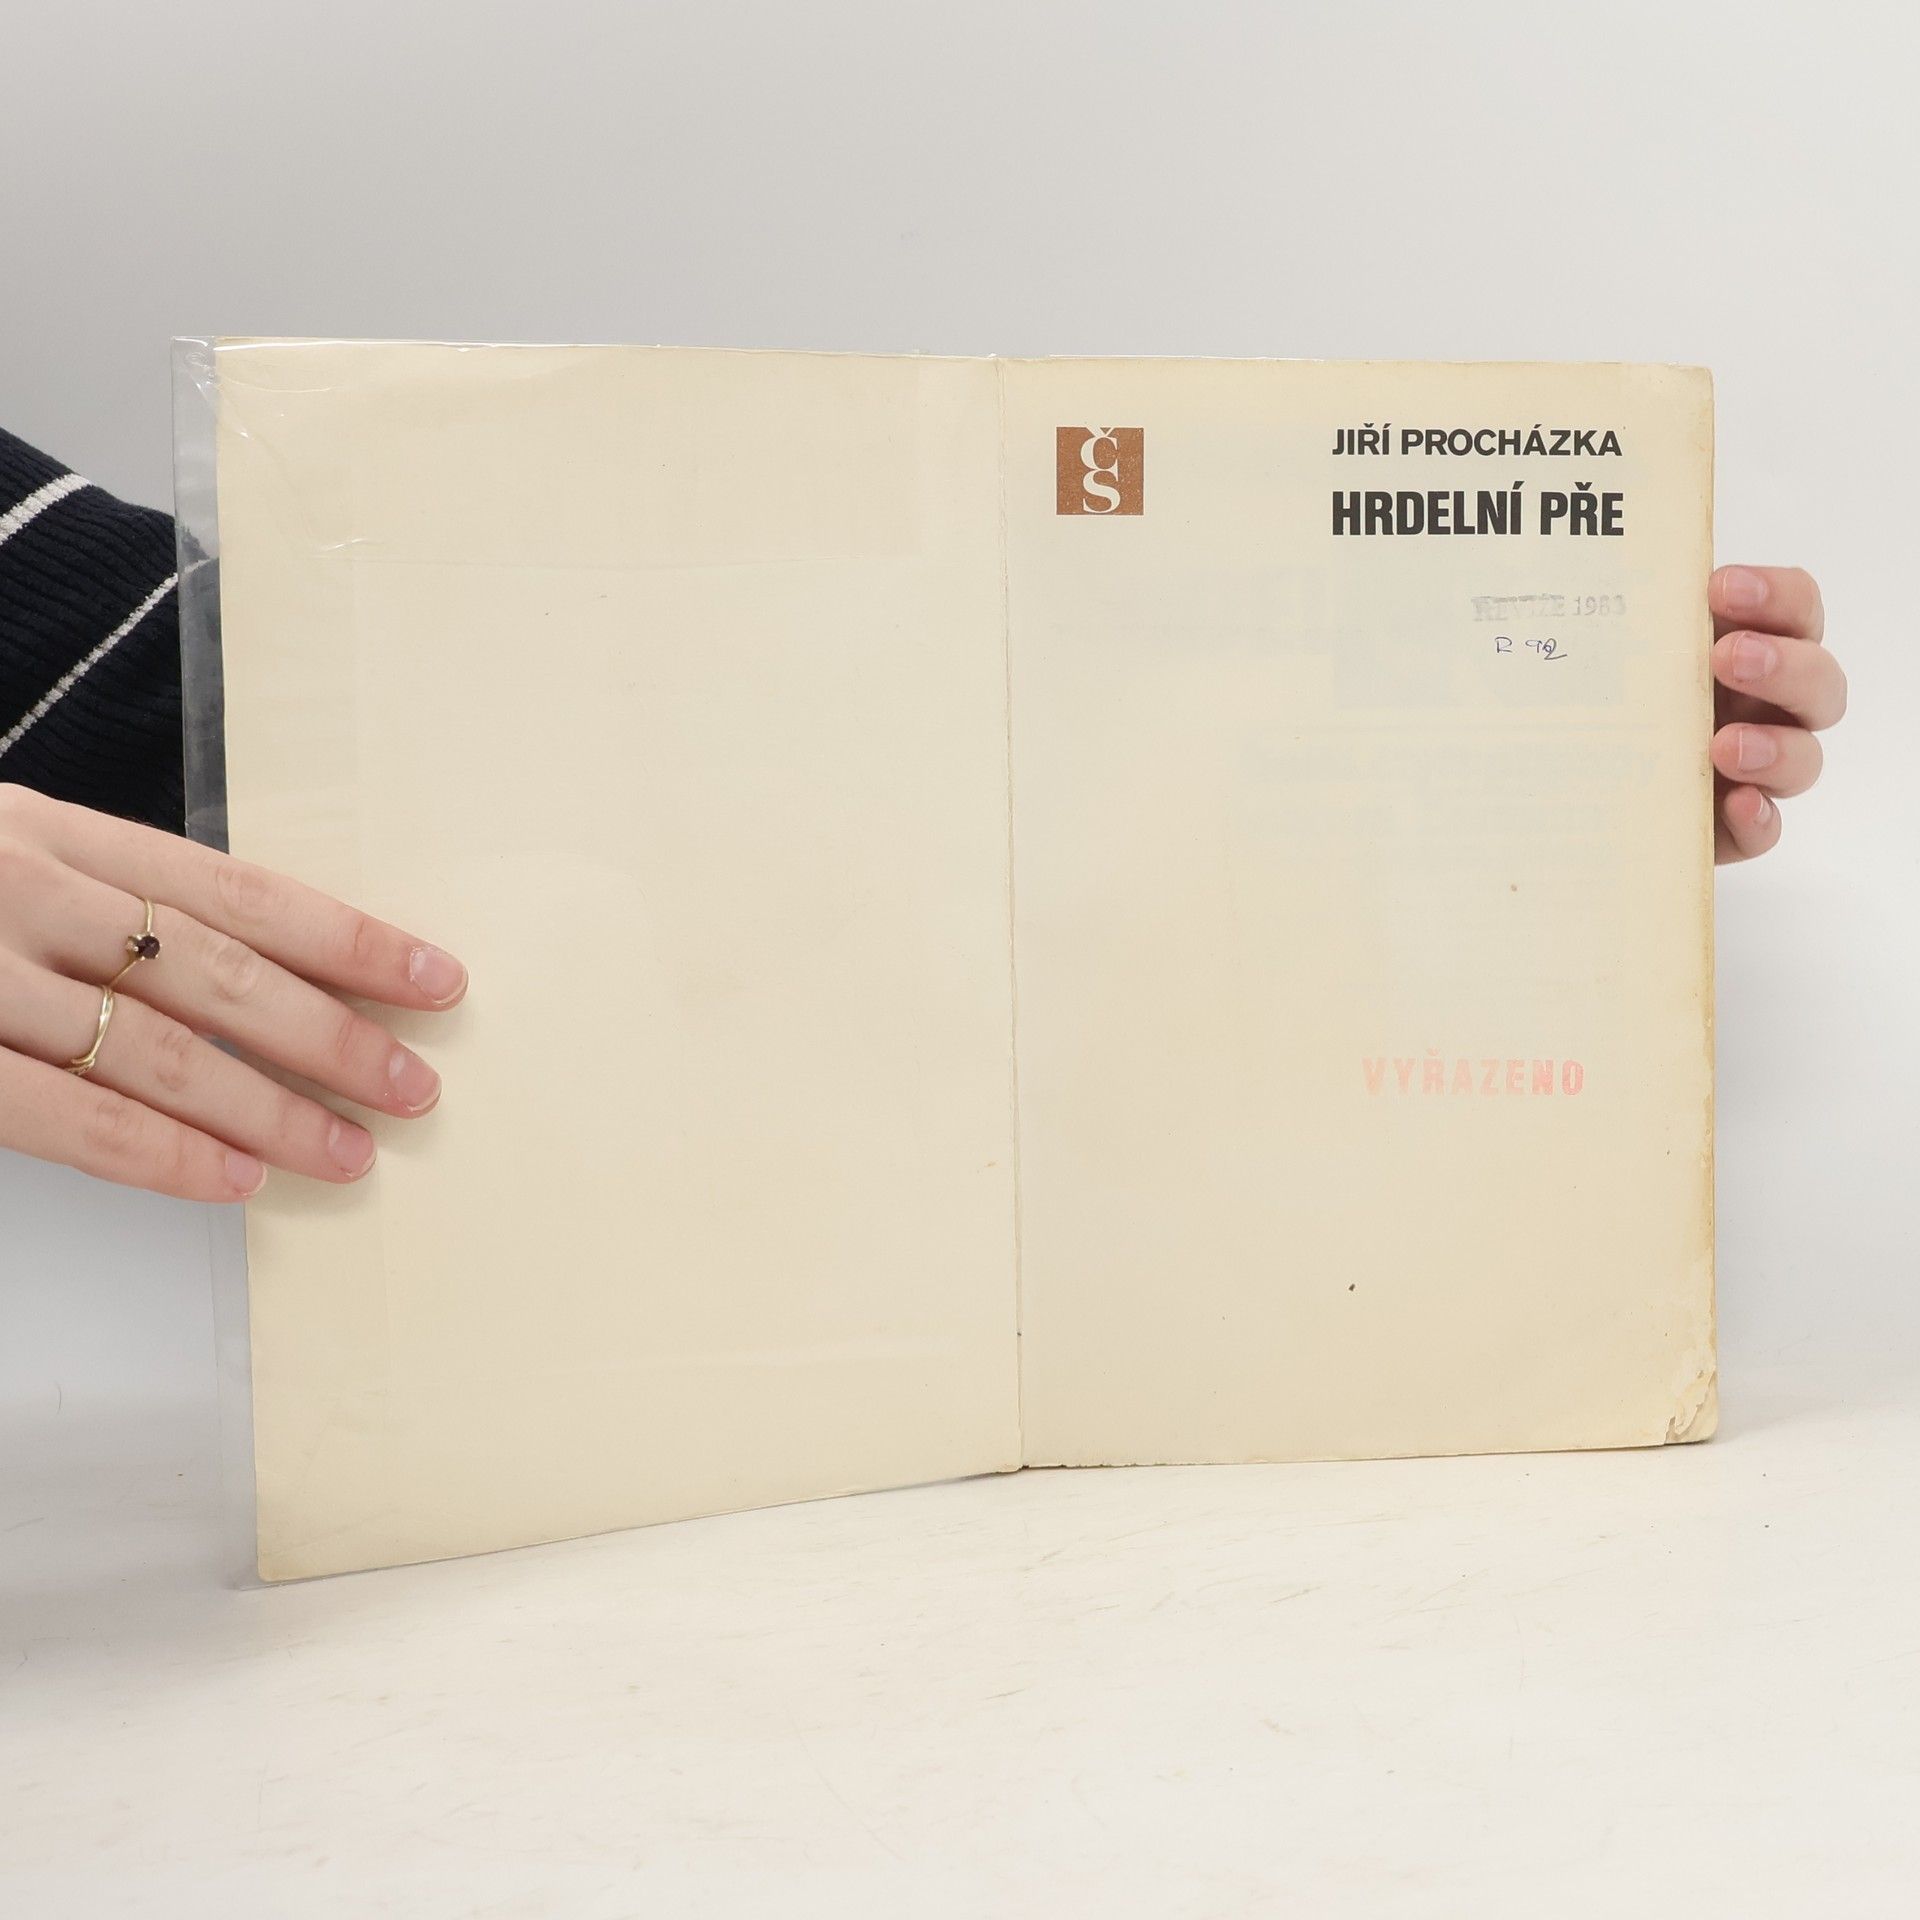 ČS
JIŘÍ PROCHÁZKA
HRDELNÍ PŘE
REVIZE 1983
R 92
VYŘAZENO